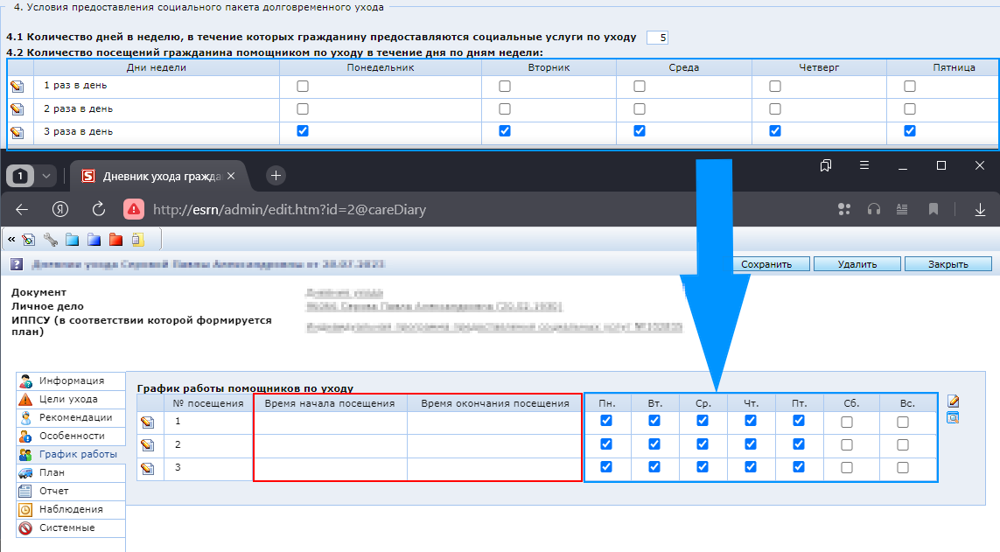 4. Условия предоставления социального пакета долговременного ухода
4.1 Количество дней в неделю, в течение которых гражданину предоставляются социальные услуги по уходу 5
4.2 Количество посещений гражданина помощником по уходу в течение дня по дням недели:
Дни недели Понедельник Вторник Среда Четверг Пятница
1 раз в день
2 раза в день
3 раза в день
1 S Дневник ухода гражда
Я http://esrn/admin/edit.htm?id=2@careDiary
«
?
Сохранить Удалить Закрыть
Документ
Личное дело
ИППСУ (в соответствии которой формируется
план)
Информация
Цели ухода
Рекомендации
Особенности
График работы
План
Отчет
Наблюдения
Системные
График работы помощников по уходу
№ посещения Время начала посещения Время окончания посещения Пн. Вт. Ср. Чт. Пт. Сб. Вс.
1
2
3